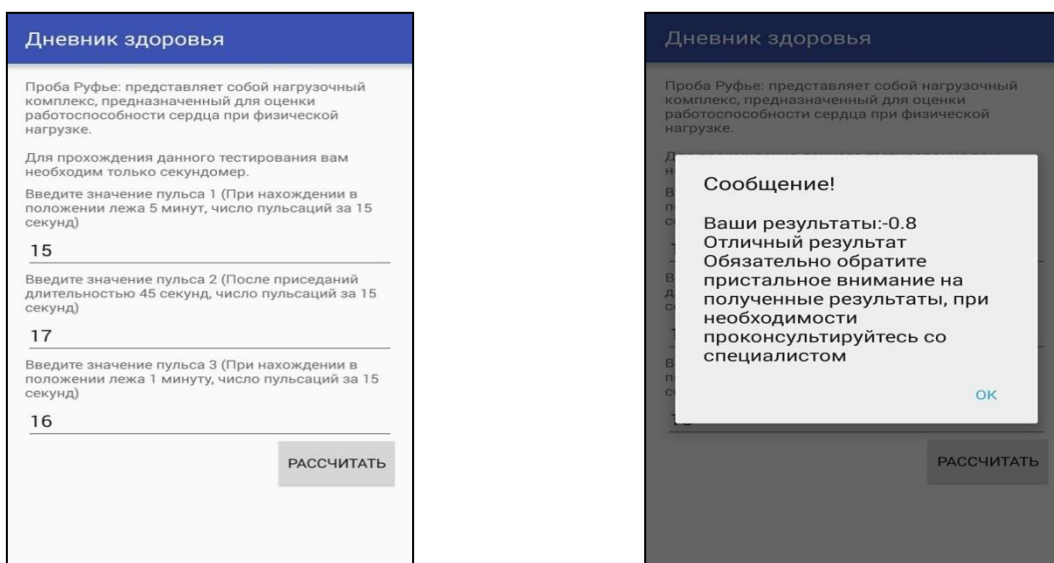 Дневник здоровья
Проба Руфье: представляет собой нагрузочный
комплекс, предназначенный для оценки
работоспособности сердца при физической
нагрузке.
Для прохождения данного тестирования вам
необходим только секундомер.
Введите значение пульса 1 (При нахождении в
положении лежа 5 минут, число пульсаций за 15
секунд)
15
Введите значение пульса 2 (После приседаний
длительностью 45 секунд, число пульсаций за 15
секунд)
17
Введите значение пульса 3 (При нахождении в
положении лежа 1 минуту, число пульсаций за 15
секунд)
16
РАССЧИТАТЬ
Дневник здоровья
Проба Руфье: представляет собой нагрузочный
комплекс, предназначенный для оценки
работоспособности сердца при физической
нагрузке.
Сообщение!
Ваши результаты:-0.8
Отличный результат
Обязательно обратите
пристальное внимание на
полученные результаты, при
необходимости
проконсультируйтесь со
специалистом
ОК
РАССЧИТАТЬ